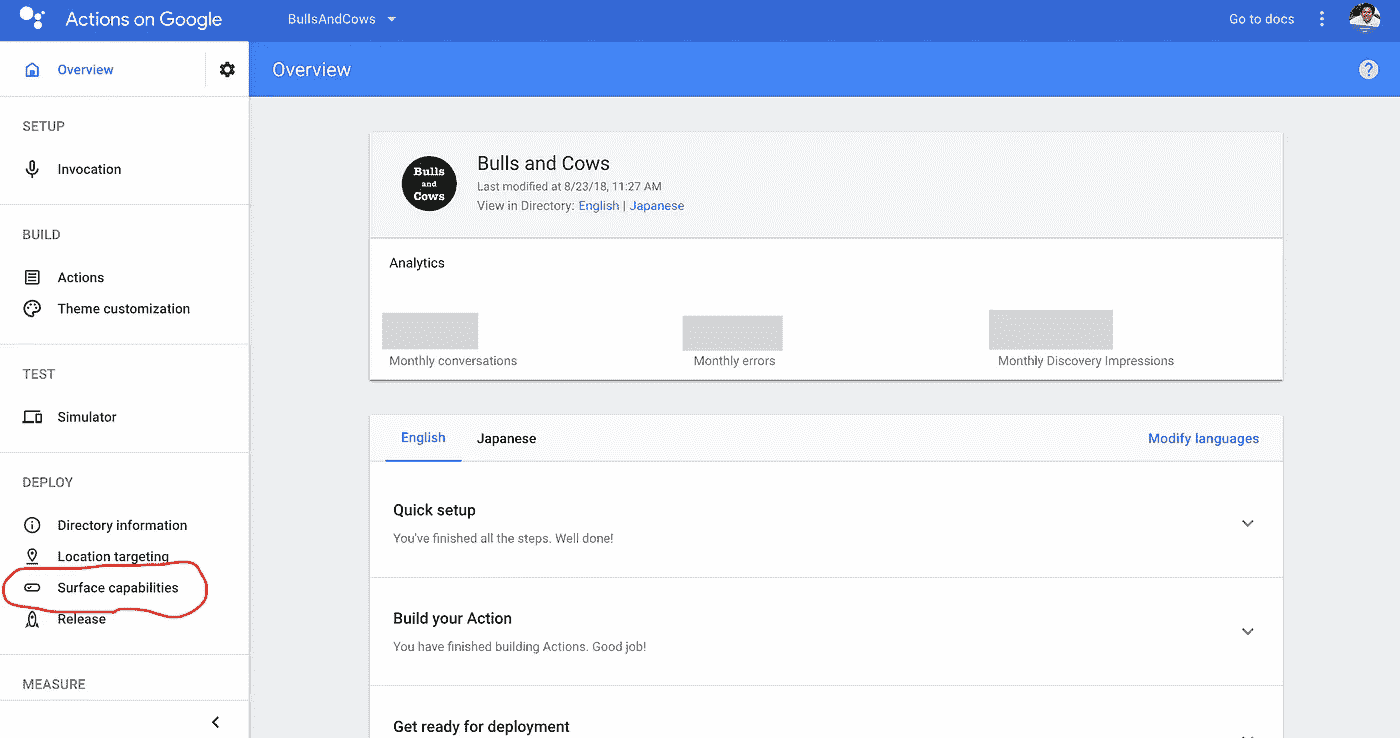 Actions on Google
BullsAndCows
Go to docs
Overview
Overview
SETUP
Invocation
BUILD
Actions
Theme customization
TEST
Simulator
DEPLOY
Directory information
Location targeting
Surface capabilities
Release
MEASURE
Bulls
and
Cows
Bulls and Cows
Last modified at 8/23/18, 11:27 AM
View in Directory: English | Japanese
Analytics
Monthly conversations
Monthly errors
Monthly Discovery Impressions
English
Japanese
Modify languages
Quick setup
You've finished all the steps. Well done!
Build your Action
You have finished building Actions. Good job!
Get ready for deployment